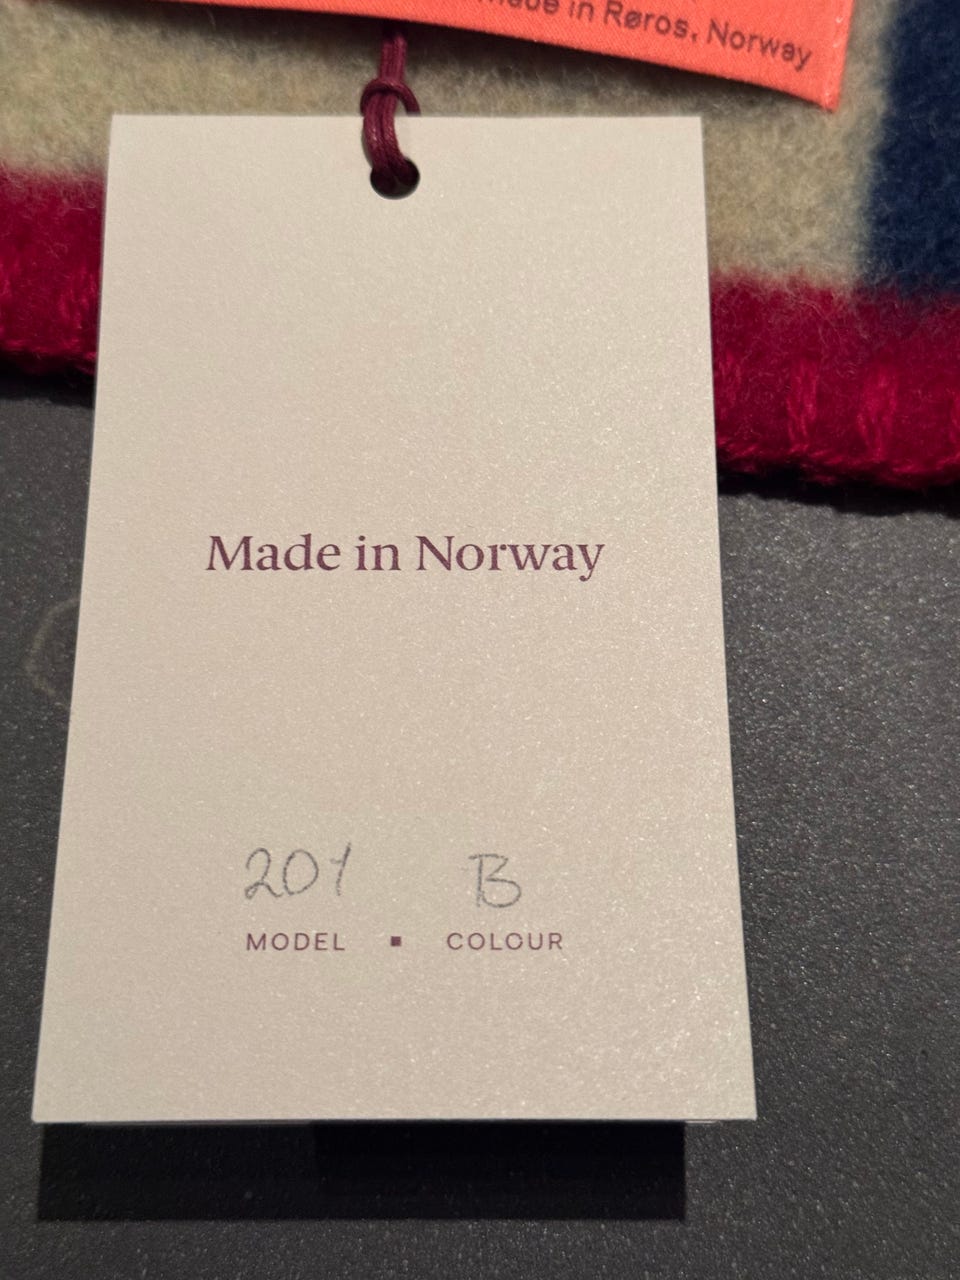 Made in Røros, Norway
Made in Norway
201 B
MODEL ▪ COLOUR